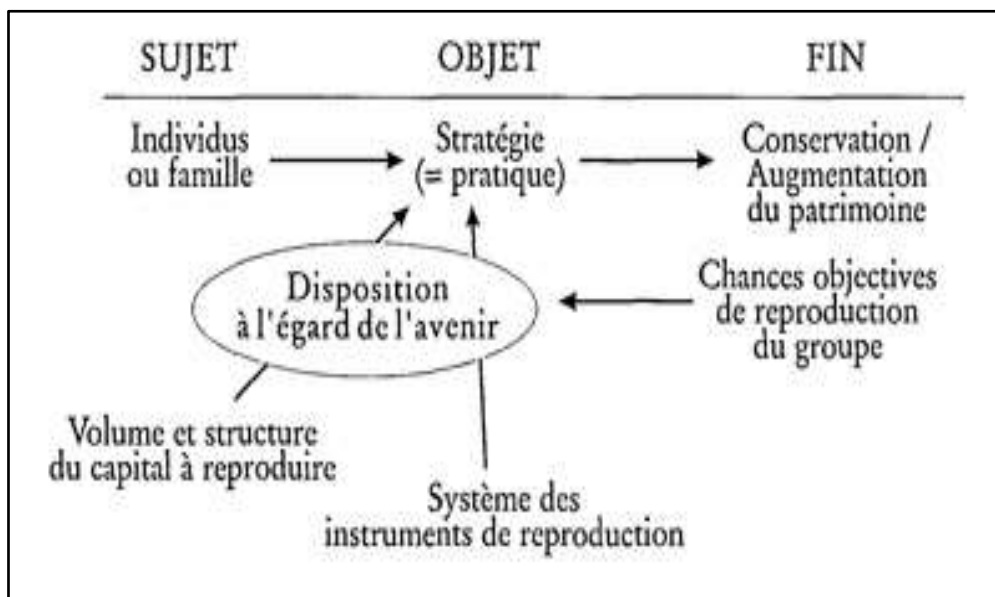 SUJET
OBJET
FIN
Individus
ou famille
Stratégie
(= pratique)
Conservation /
Augmentation
du patrimoine
Disposition
à l'égard de l'avenir
Chances objectives
de reproduction
du groupe
Volume et structure
du capital à reproduire
Système des
instruments de reproduction